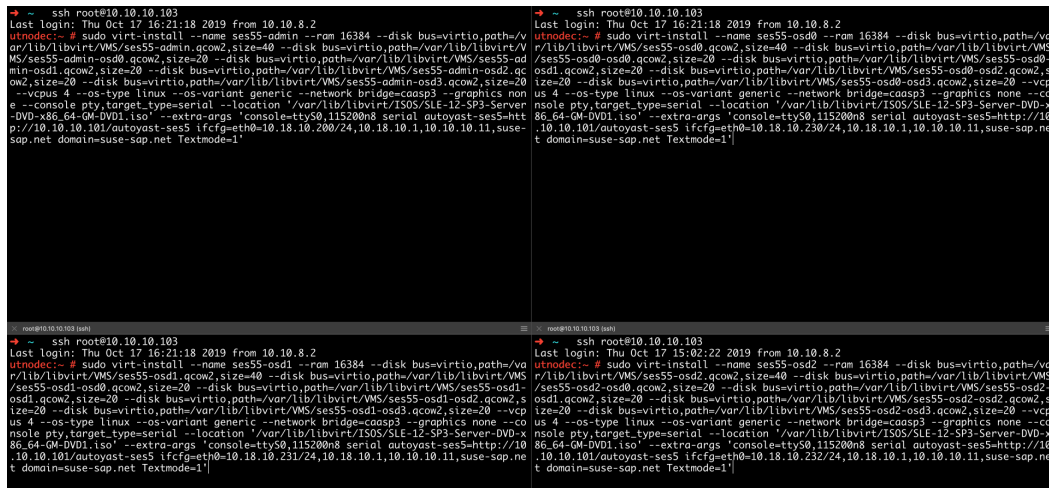 → ~ ssh root@10.10.10.103
Last login: Thu Oct 17 16:21:18 2019 from 10.10.8.2
utnodec:~ # sudo virt-install --name ses55-admin --ram 16384 --disk bus=virtio,path=/v
ar/lib/libvirt/VMS/ses55-admin.qcow2,size=40 --disk bus=virtio,path=/var/lib/libvirt/V
MS/ses55-admin-osd0.qcow2,size=20 --disk bus=virtio,path=/var/lib/libvirt/VMS/ses55-ad
min-osd1.qcow2,size=20 --disk bus=virtio,path=/var/lib/libvirt/VMS/ses55-admin-osd2.qc
ow2,size=20 --disk bus=virtio,path=/var/lib/libvirt/VMS/ses55-admin-osd3.qcow2,size=20
 --vcpus 4 --os-type linux --os-variant generic --network bridge=caasp3 --graphics non
e --console pty,target_type=serial --location '/var/lib/libvirt/ISOS/SLE-12-SP3-Server
-DVD-x86_64-GM-DVD1.iso' --extra-args 'console=ttyS0,115200n8 serial autoyast-ses5=htt
p://10.10.10.101/autoyast-ses5 ifcfg=eth0=10.18.10.200/24,10.18.10.1,10.10.10.11,suse-
sap.net domain=suse-sap.net Textmode=1'
→ ~ ssh root@10.10.10.103
Last login: Thu Oct 17 16:21:18 2019 from 10.10.8.2
utnodec:~ # sudo virt-install --name ses55-osd0 --ram 16384 --disk bus=virtio,path=/va
r/lib/libvirt/VMS/ses55-osd0.qcow2,size=40 --disk bus=virtio,path=/var/lib/libvirt/VMS
/ses55-osd0-osd0.qcow2,size=20 --disk bus=virtio,path=/var/lib/libvirt/VMS/ses55-osd0-
osd1.qcow2,size=20 --disk bus=virtio,path=/var/lib/libvirt/VMS/ses55-osd0-osd2.qcow2,s
ize=20 --disk bus=virtio,path=/var/lib/libvirt/VMS/ses55-osd0-osd3.qcow2,size=20 --vcp
us 4 --os-type linux --os-variant generic --network bridge=caasp3 --graphics none --co
nsole pty,target_type=serial --location '/var/lib/libvirt/ISOS/SLE-12-SP3-Server-DVD-x
86_64-GM-DVD1.iso' --extra-args 'console=ttyS0,115200n8 serial autoyast-ses5=http://10
.10.10.101/autoyast-ses5 ifcfg=eth0=10.18.10.230/24,10.18.10.1,10.10.10.11,suse-sap.ne
t domain=suse-sap.net Textmode=1'
× root@10.10.10.103 (ssh)
→ ~ ssh root@10.10.10.103
Last login: Thu Oct 17 16:21:18 2019 from 10.10.8.2
utnodec:~ # sudo virt-install --name ses55-osd1 --ram 16384 --disk bus=virtio,path=/va
r/lib/libvirt/VMS/ses55-osd1.qcow2,size=40 --disk bus=virtio,path=/var/lib/libvirt/VMS
/ses55-osd1-osd0.qcow2,size=20 --disk bus=virtio,path=/var/lib/libvirt/VMS/ses55-osd1-
osd1.qcow2,size=20 --disk bus=virtio,path=/var/lib/libvirt/VMS/ses55-osd1-osd2.qcow2,s
ize=20 --disk bus=virtio,path=/var/lib/libvirt/VMS/ses55-osd1-osd3.qcow2,size=20 --vcp
us 4 --os-type linux --os-variant generic --network bridge=caasp3 --graphics none --co
nsole pty,target_type=serial --location '/var/lib/libvirt/ISOS/SLE-12-SP3-Server-DVD-x
86_64-GM-DVD1.iso' --extra-args 'console=ttyS0,115200n8 serial autoyast-ses5=http://10
.10.10.101/autoyast-ses5 ifcfg=eth0=10.18.10.231/24,10.18.10.1,10.10.10.11,suse-sap.ne
t domain=suse-sap.net Textmode=1'
× root@10.10.10.103 (ssh)
→ ~ ssh root@10.10.10.103
Last login: Thu Oct 17 15:02:22 2019 from 10.10.8.2
utnodec:~ # sudo virt-install --name ses55-osd2 --ram 16384 --disk bus=virtio,path=/va
r/lib/libvirt/VMS/ses55-osd2.qcow2,size=40 --disk bus=virtio,path=/var/lib/libvirt/VMS
/ses55-osd2-osd0.qcow2,size=20 --disk bus=virtio,path=/var/lib/libvirt/VMS/ses55-osd2-
osd1.qcow2,size=20 --disk bus=virtio,path=/var/lib/libvirt/VMS/ses55-osd2-osd2.qcow2,s
ize=20 --disk bus=virtio,path=/var/lib/libvirt/VMS/ses55-osd2-osd3.qcow2,size=20 --vcp
us 4 --os-type linux --os-variant generic --network bridge=caasp3 --graphics none --co
nsole pty,target_type=serial --location '/var/lib/libvirt/ISOS/SLE-12-SP3-Server-DVD-x
86_64-GM-DVD1.iso' --extra-args 'console=ttyS0,115200n8 serial autoyast-ses5=http://10
.10.10.101/autoyast-ses5 ifcfg=eth0=10.18.10.232/24,10.18.10.1,10.10.10.11,suse-sap.ne
t domain=suse-sap.net Textmode=1'